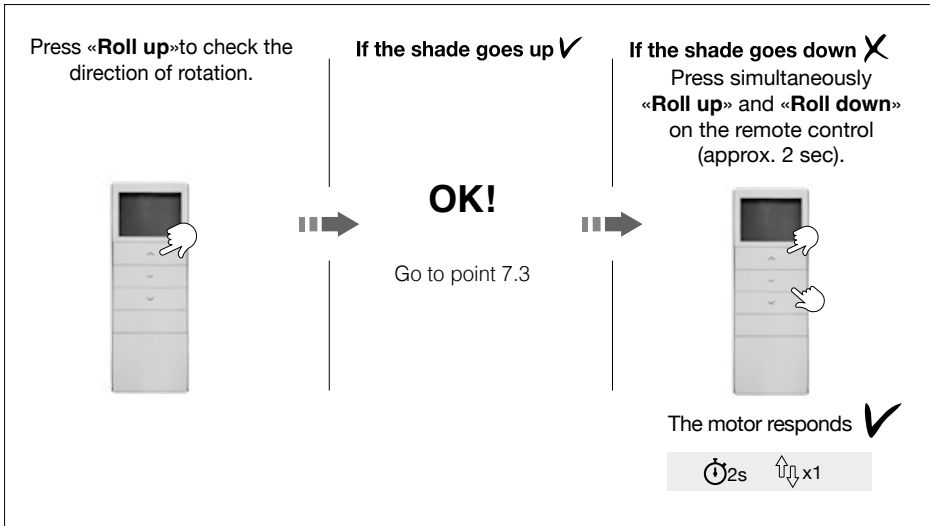 Press «Roll up»to check the
direction of rotation.
If the shade goes up
OK!
Go to point 7.3
If the shade goes down
Press simultaneously
«Roll up» and «Roll down»
on the remote control
(approx. 2 sec).
The motor responds
2s x1